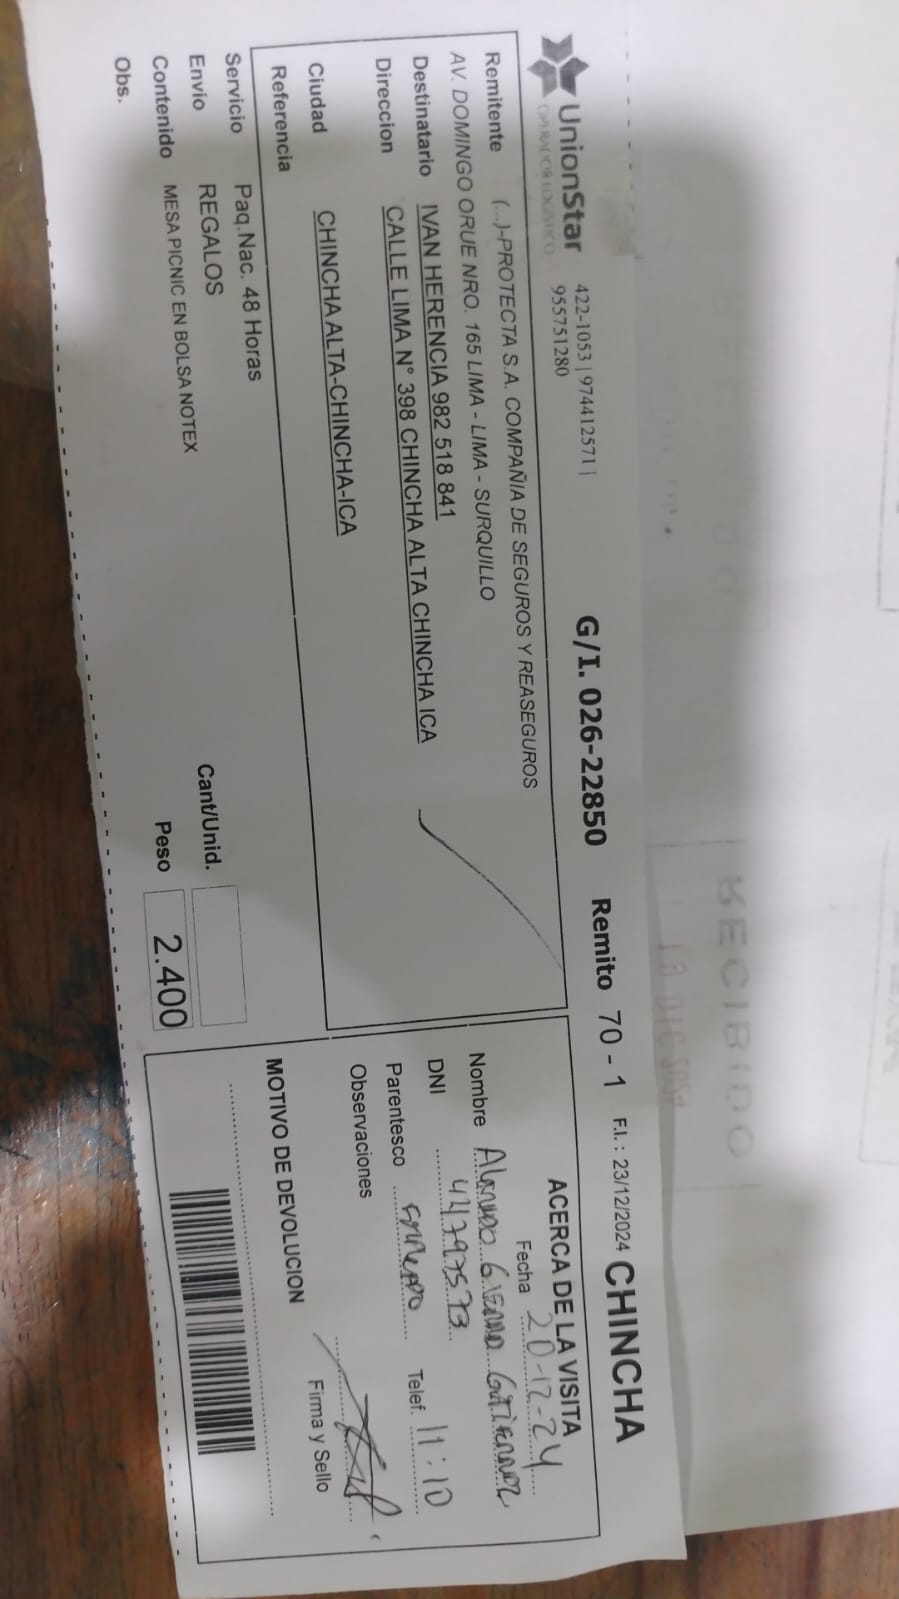 UnionStar
OPERADOR LOGISTICO
422-1053 | 974412571 |
955751280
G/I. 026-22850
Remito 70 - 1
F.I. : 23/12/2024
CHINCHA
Remitente (...)-PROTECTA S.A. COMPAÑIA DE SEGUROS Y REASEGUROS
AV. DOMINGO ORUE NRO. 165 LIMA - LIMA - SURQUILLO
Destinatario IVAN HERENCIA 982 518 841
Direccion CALLE LIMA N° 398 CHINCHA ALTA CHINCHA ICA
Ciudad CHINCHA ALTA-CHINCHA-ICA
Referencia
Servicio Paq.Nac. 48 Horas
Envío REGALOS
Contenido MESA PICNIC EN BOLSA NOTEX
Obs.
Cant/Unid.
Peso 2.400
ACERCA DE LA VISITA
Fecha 20-12-24
Nombre
DNI
Parentesco
Telef. 11:10
Observaciones
Firma y Sello
MOTIVO DE DEVOLUCION
RECIBIDO